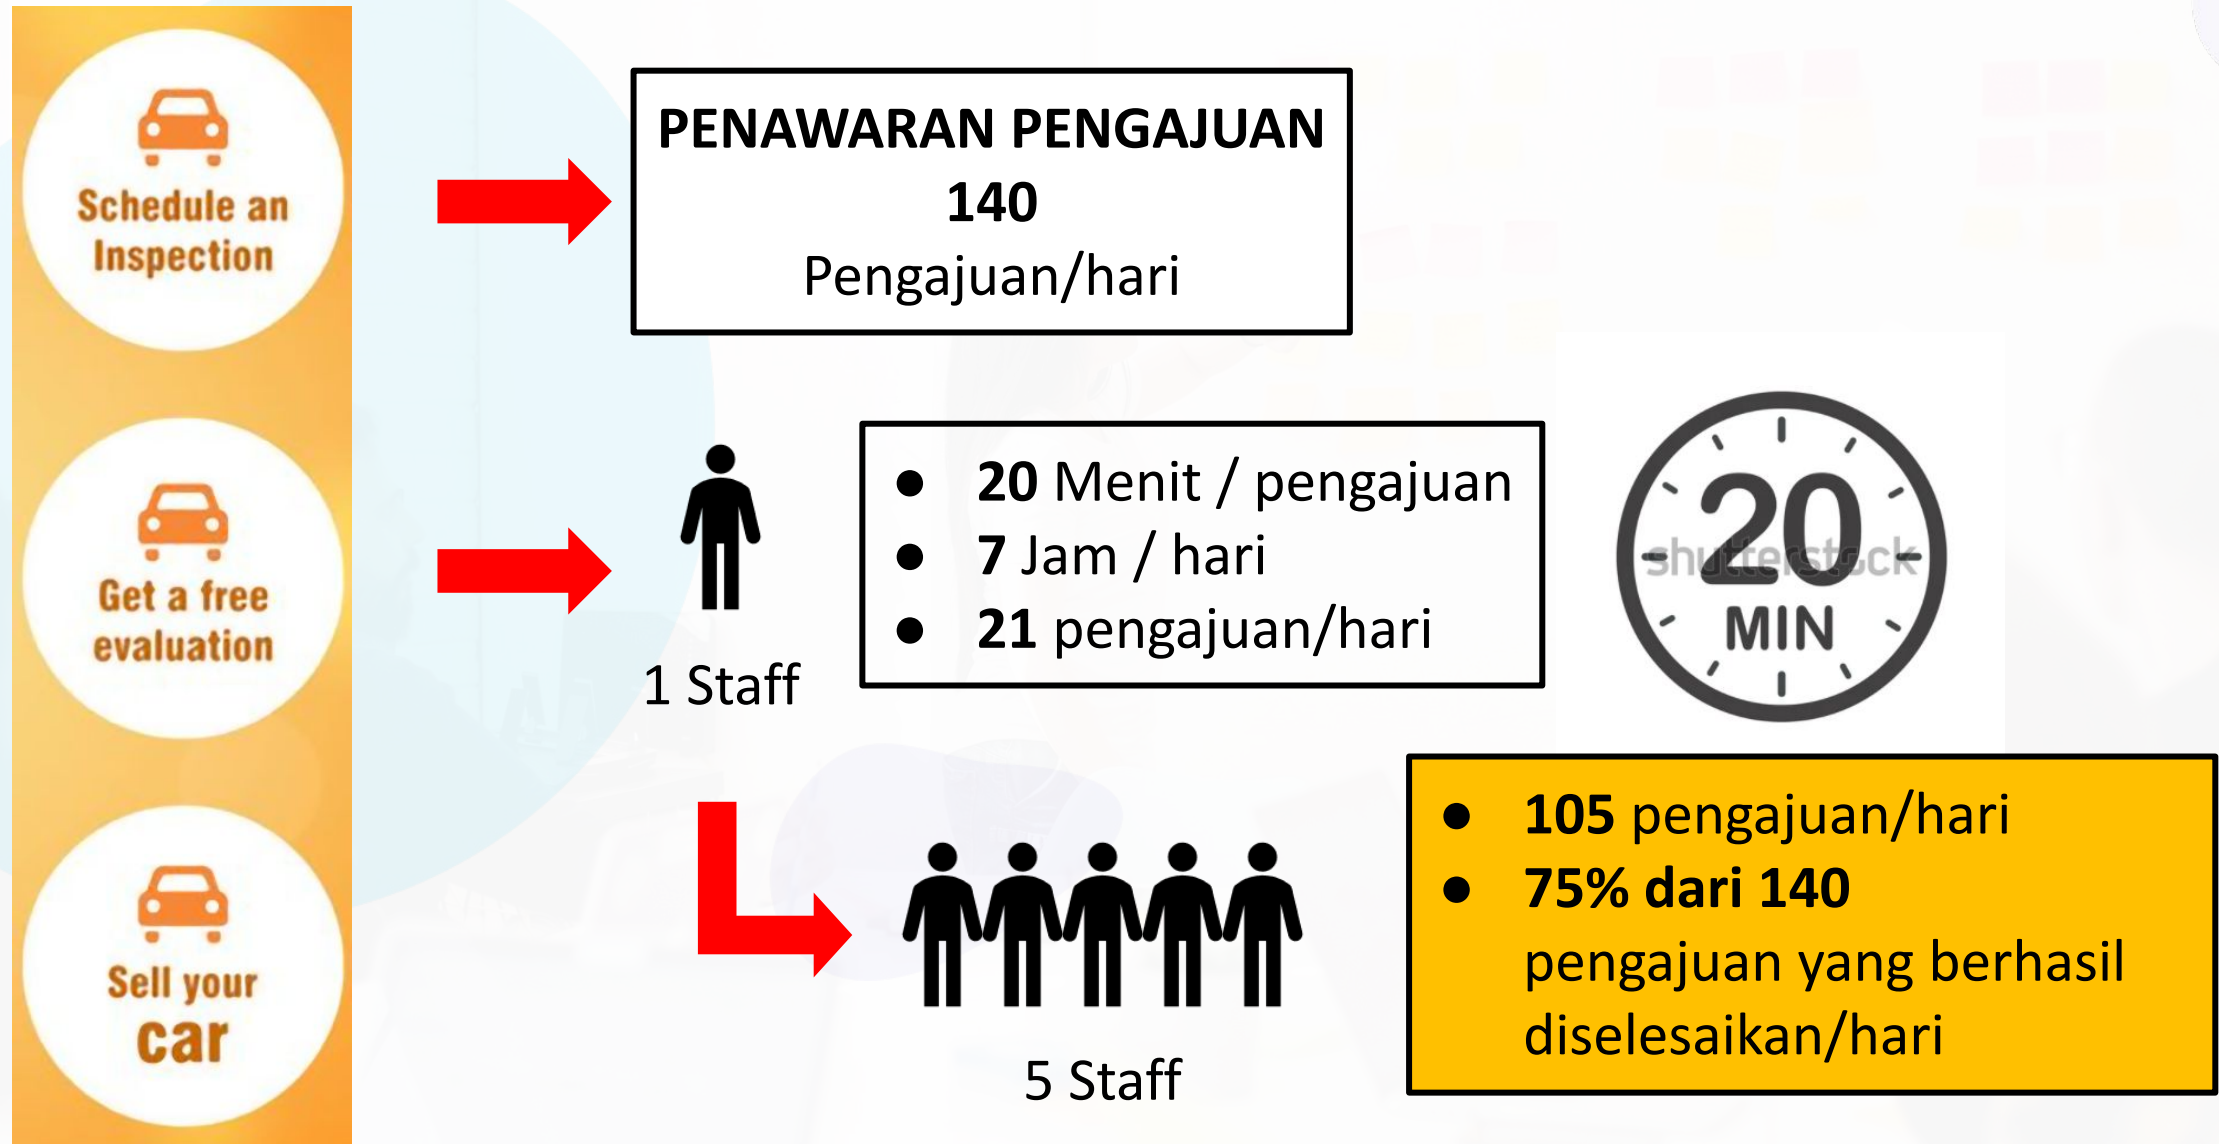 Schedule an
Inspection
Get a free
evaluation
Sell your
car
PENAWARAN PENGAJUAN
140
Pengajuan/hari
1 Staff
● 20 Menit / pengajuan
● 7 Jam / hari
● 21 pengajuan/hari
20
shutterstock
MIN
5 Staff
● 105 pengajuan/hari
● 75% dari 140
pengajuan yang berhasil
diselesaikan/hari